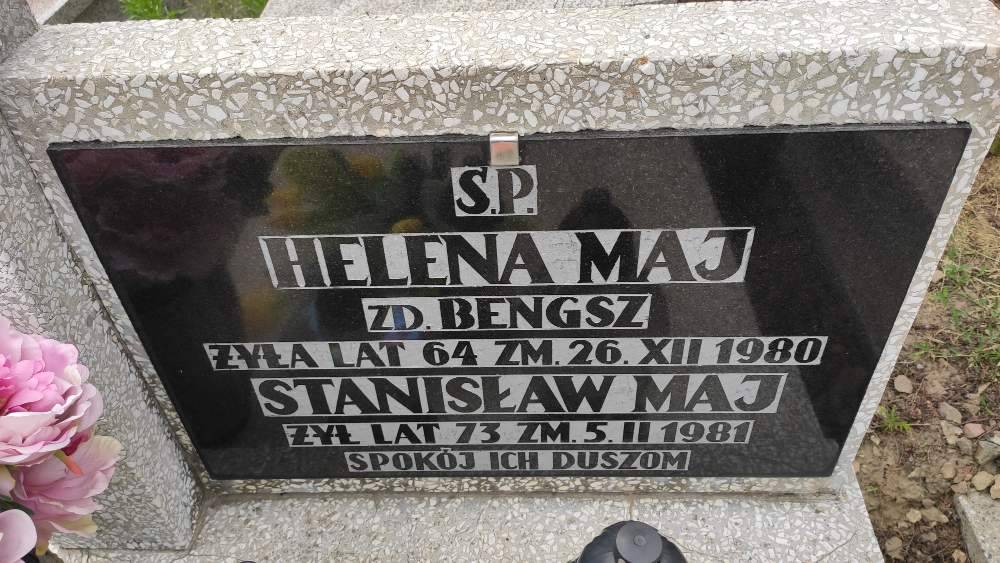 Ś.P.
HELENA MAJ
ZD. BENGSZ
ŻYŁA LAT 64 ZM. 26. XII 1980
STANISŁAW MAJ
ŻYŁ LAT 73 ZM. 5. II 1981
SPOKÓJ ICH DUSZOM